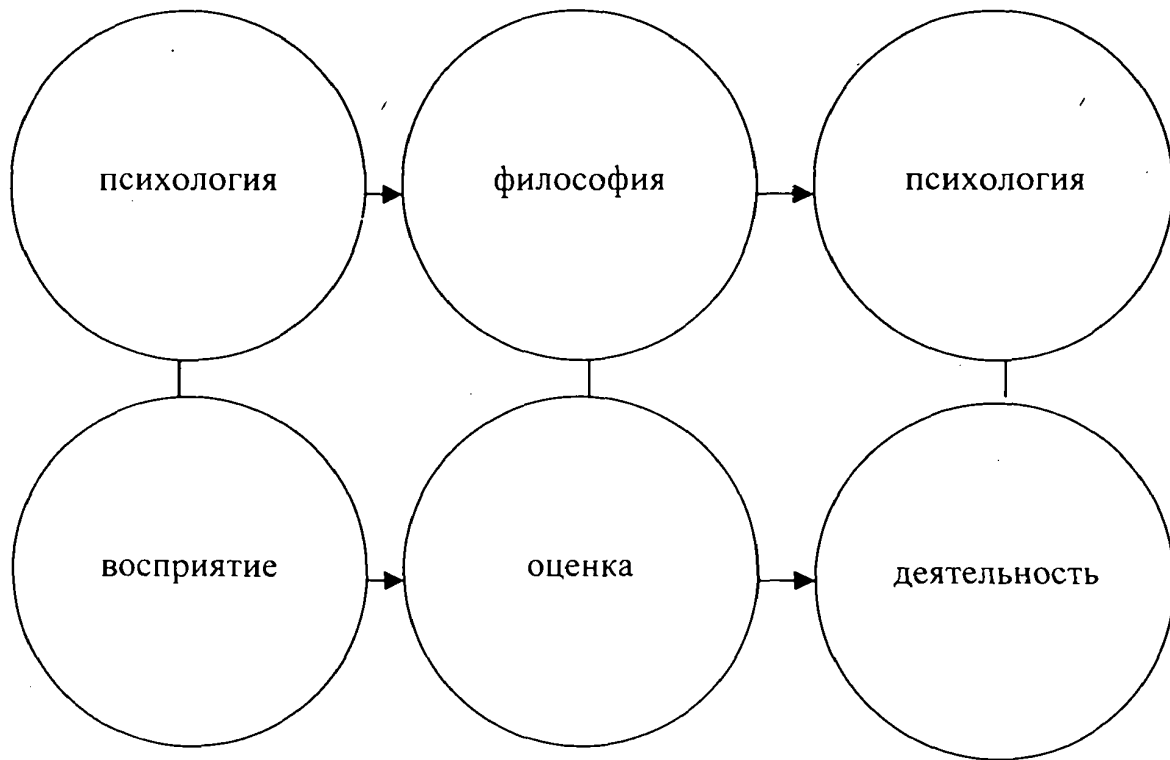 психология
философия
психология
восприятие
оценка
деятельность